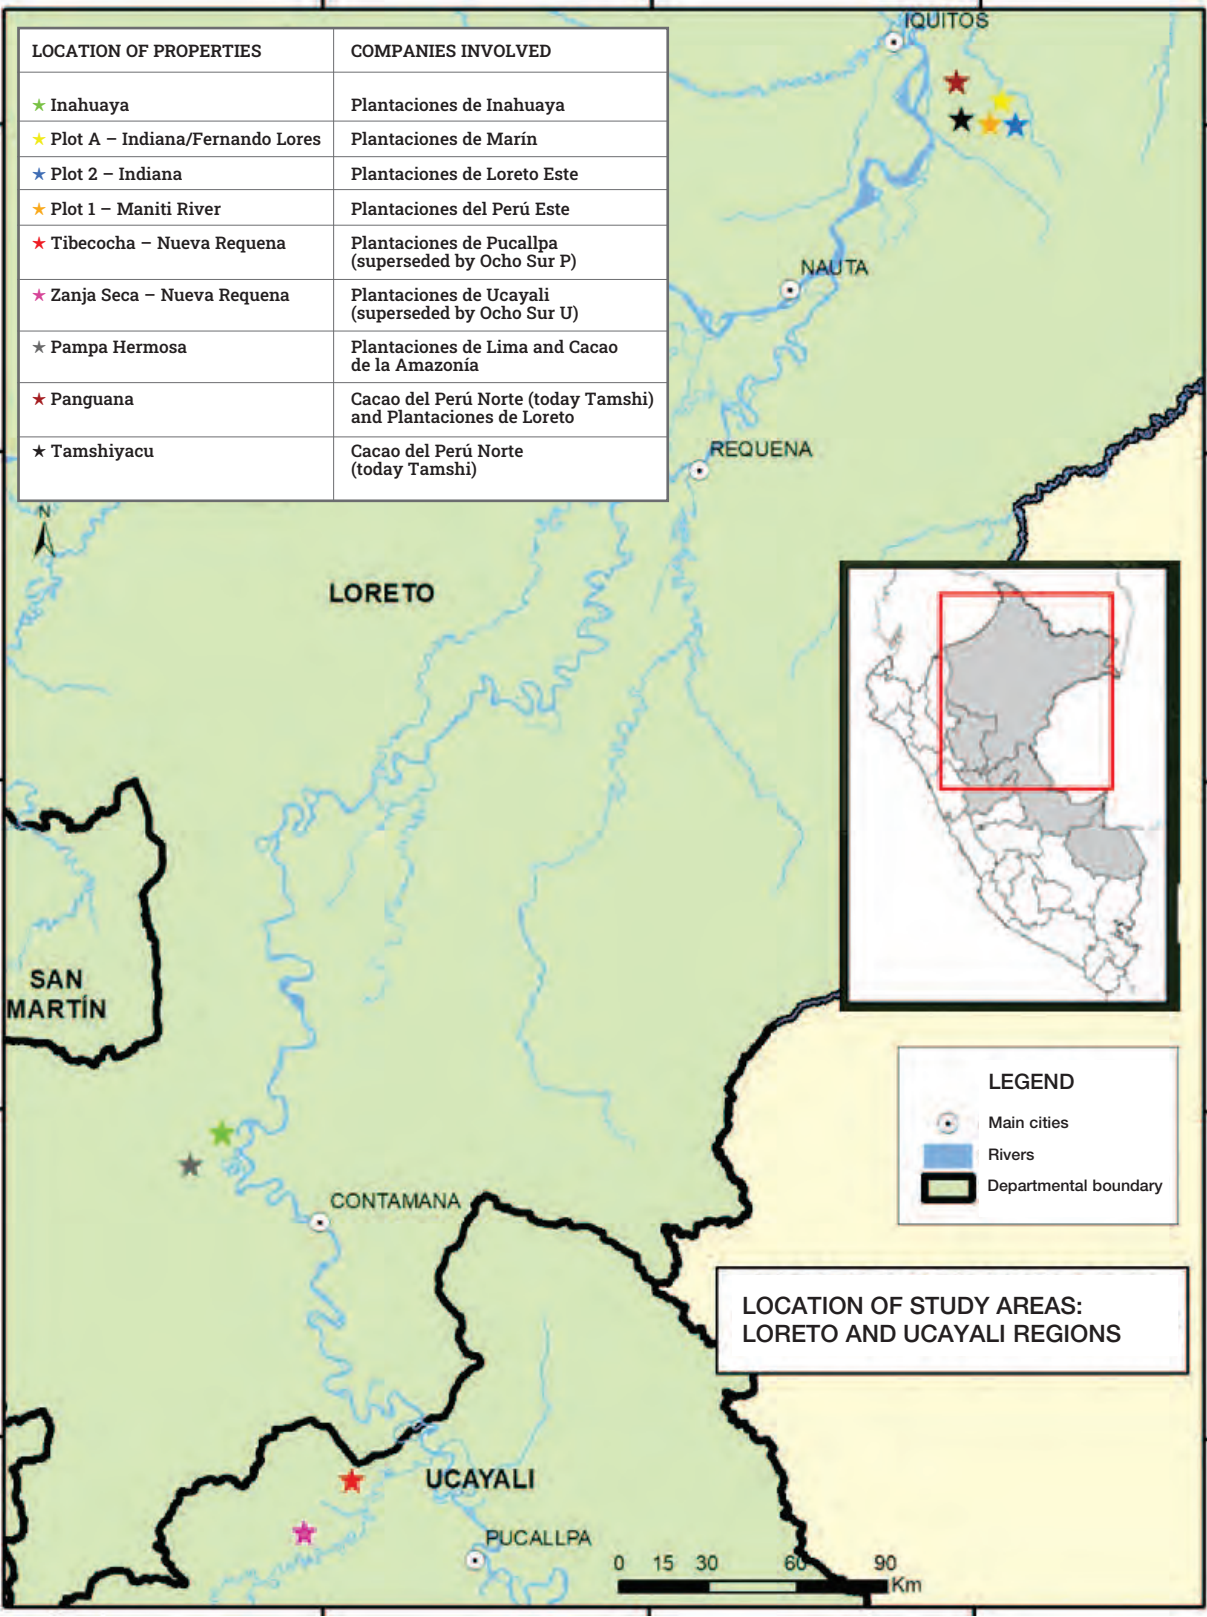 LOCATION OF PROPERTIES
COMPANIES INVOLVED
Inahuaya
Plantaciones de Inahuaya
Plot A – Indiana/Fernando Lores
Plantaciones de Marín
Plot 2 – Indiana
Plantaciones de Loreto Este
Plot 1 – Maniti River
Plantaciones del Perú Este
Tibecocha – Nueva Requena
Plantaciones de Pucallpa
(superseded by Ocho Sur P)
Zanja Seca – Nueva Requena
Plantaciones de Ucayali
(superseded by Ocho Sur U)
Pampa Hermosa
Plantaciones de Lima and Cacao
de la Amazonía
Panguana
Cacao del Perú Norte (today Tamshi)
and Plantaciones de Loreto
Tamshiyacu
Cacao del Perú Norte
(today Tamshi)
IQUITOS
NAUTA
REQUENA
N
LORETO
SAN
MARTÍN
CONTAMANA
LEGEND
Main cities
Rivers
Departmental boundary
LOCATION OF STUDY AREAS:
LORETO AND UCAYALI REGIONS
UCAYALI
PUCALLPA
0 15 30 60 90
Km